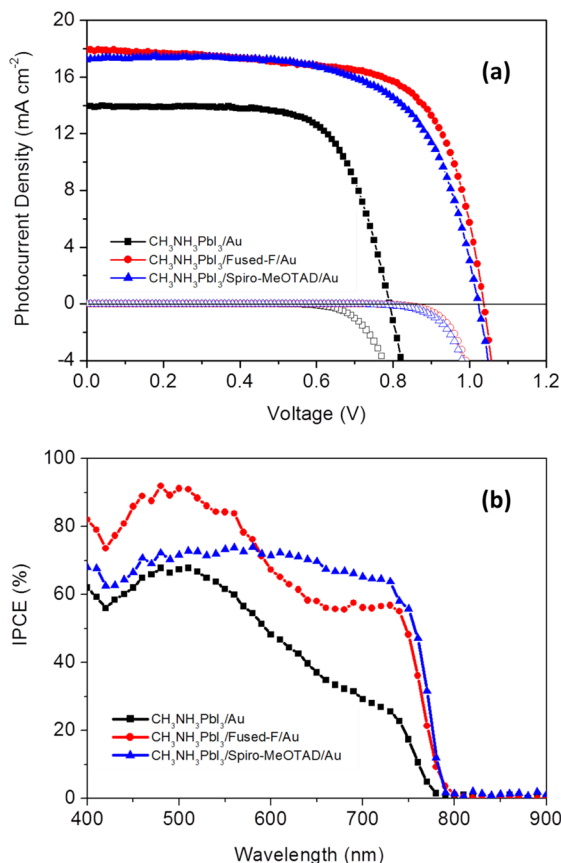 20
16
12
8
4
0
-4
Photocurrent Density (mA cm⁻²)
(a)
CH₃NH₃PbI₃/Au
CH₃NH₃PbI₃/Fused-F/Au
CH₃NH₃PbI₃/Spiro-MeOTAD/Au
0.0 0.2 0.4 0.6 0.8 1.0 1.2
Voltage (V)
100
80
60
40
20
0
IPCE (%)
(b)
CH₃NH₃PbI₃/Au
CH₃NH₃PbI₃/Fused-F/Au
CH₃NH₃PbI₃/Spiro-MeOTAD/Au
400 500 600 700 800 900
Wavelength (nm)